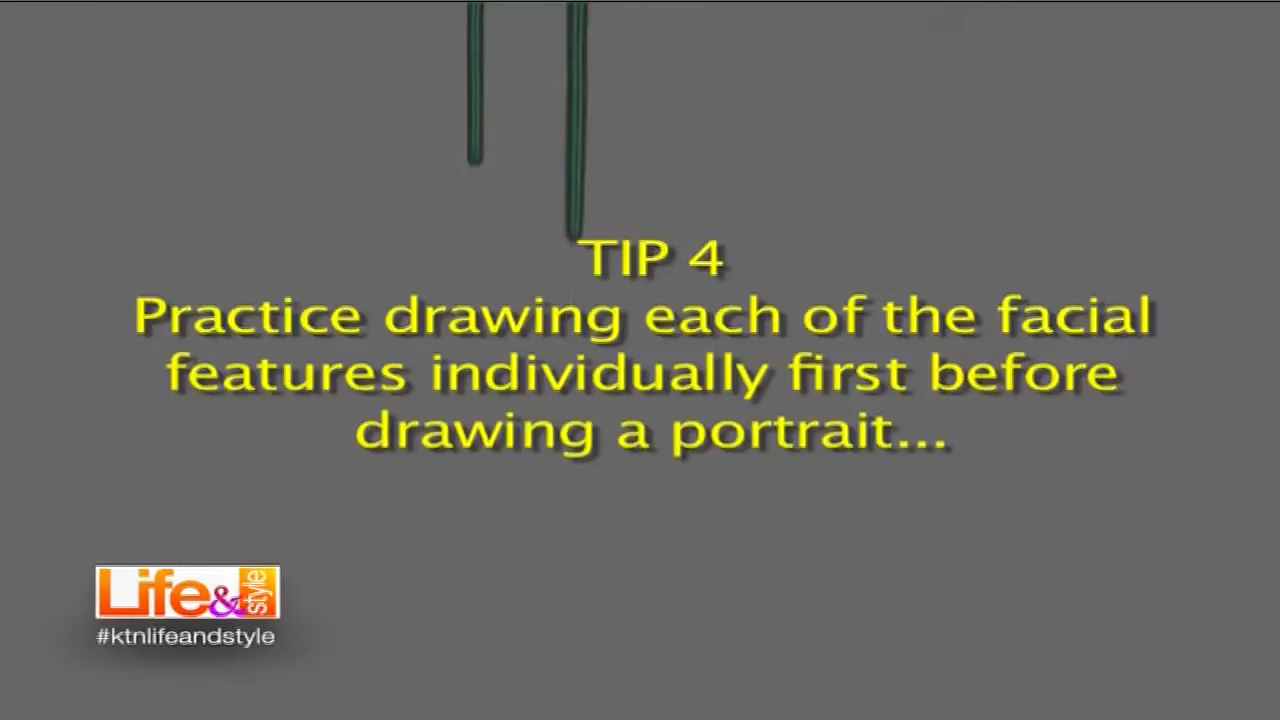 TIP 4
Practice drawing each of the facial
features individually first before
drawing a portrait...
Life&style
#ktnlifeandstyle